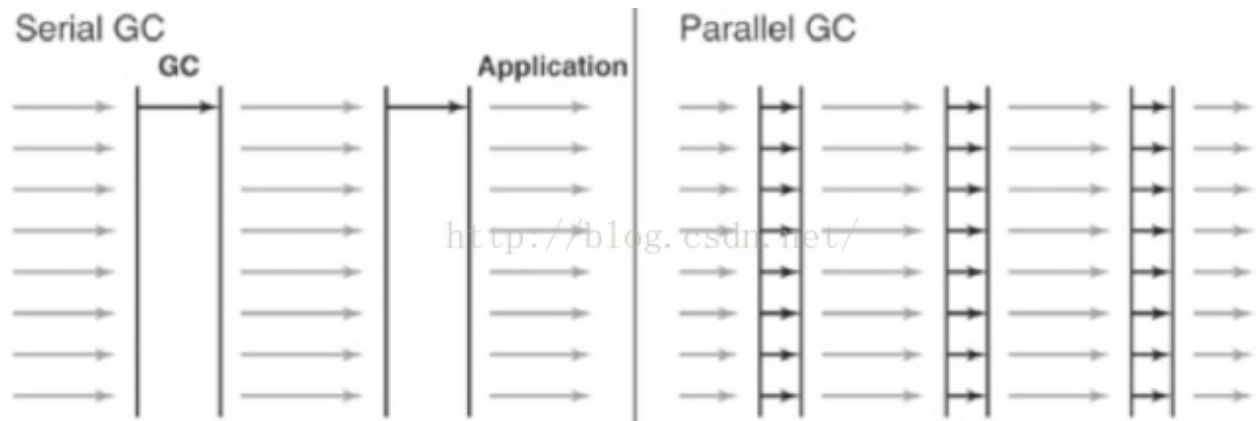 Serial GC
GC
Application
Parallel GC
http://blog.csdn.net/